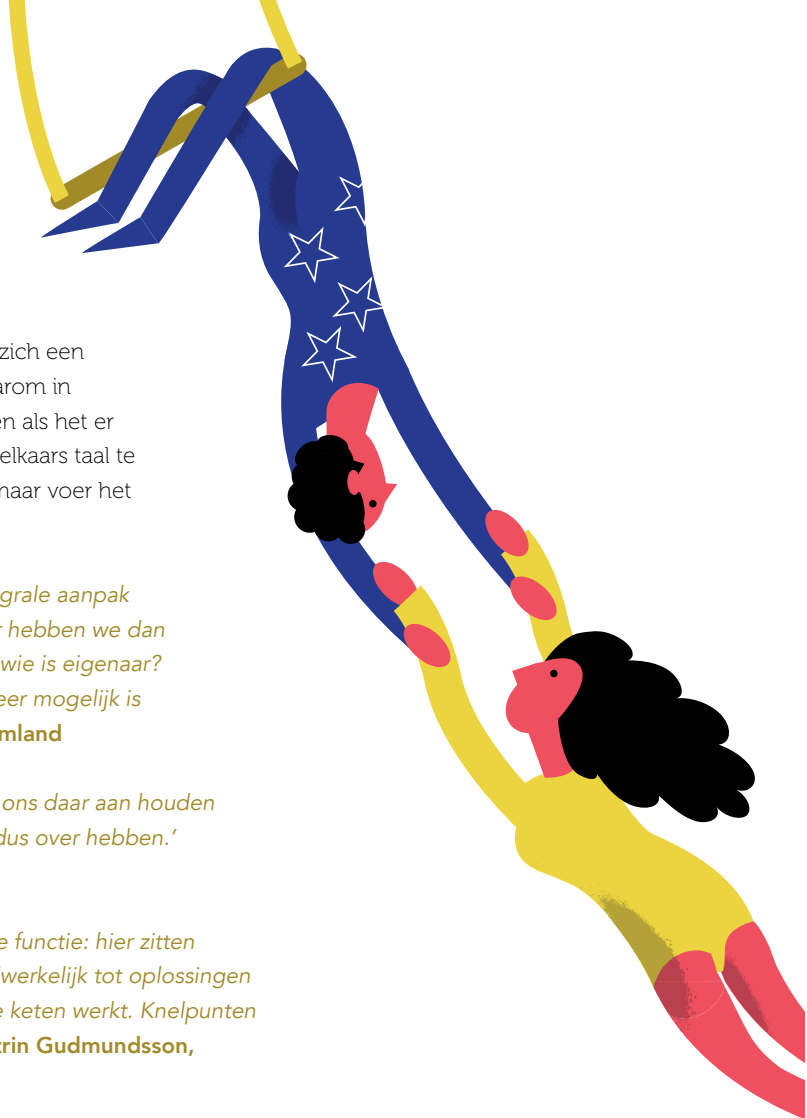 zich een
arom in
en als het er
elkaars taal te
maar voer het
grale aanpak
r hebben we dan
wie is eigenaar?
eer mogelijk is
mland
ons daar aan houden
dus over hebben.’
e functie: hier zitten
dwerkelijk tot oplossingen
e keten werkt. Knelpunten
trin Gudmundsson,